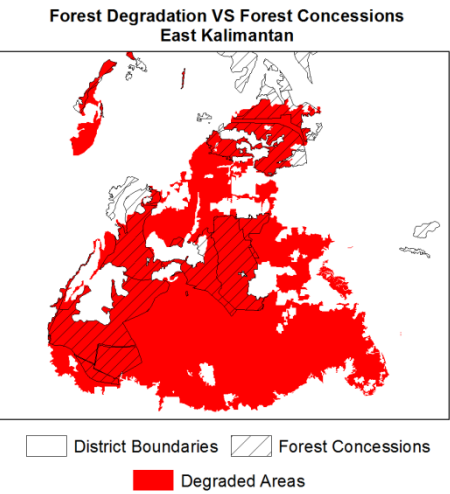 Forest Degradation VS Forest Concessions
East Kalimantan
District Boundaries
Forest Concessions
Degraded Areas